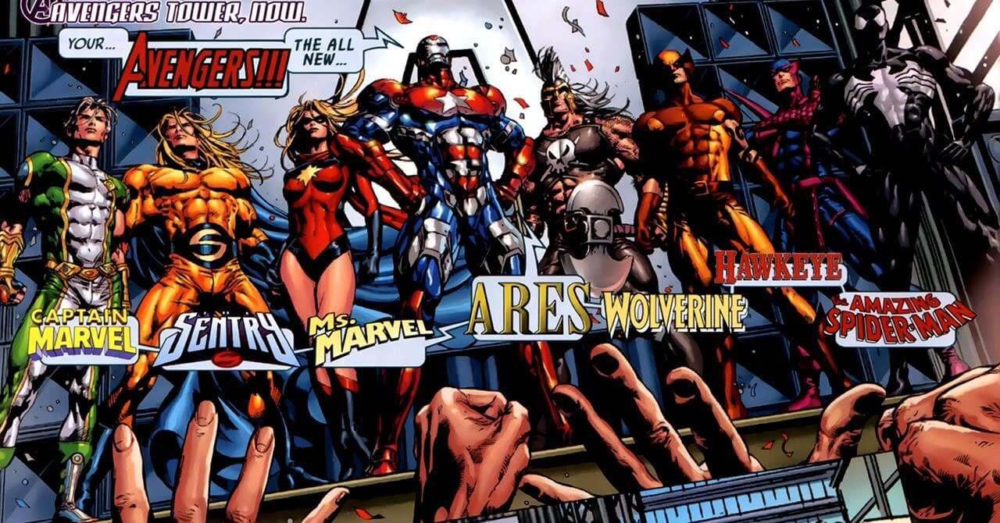 AVENGERS TOWER, NOW.
YOUR...
THE ALL
NEW...
AVENGERS!!!
CAPTAIN
MARVEL
SENTRY
Ms.
MARVEL
ARES
WOLVERINE
HAWKEYE
the AMAZING
SPIDER-MAN